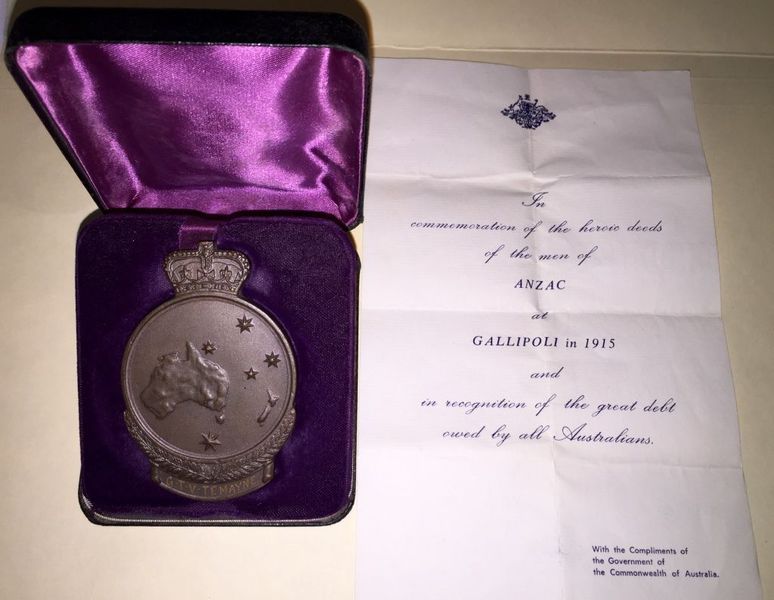 G.T.V. TEMAYNE
In
commemoration of the heroic deeds
of the men of
ANZAC
at
GALLIPOLI in 1915
and
in recognition of the great debt
owed by all Australians.
With the Compliments of
the Government of
the Commonwealth of Australia.